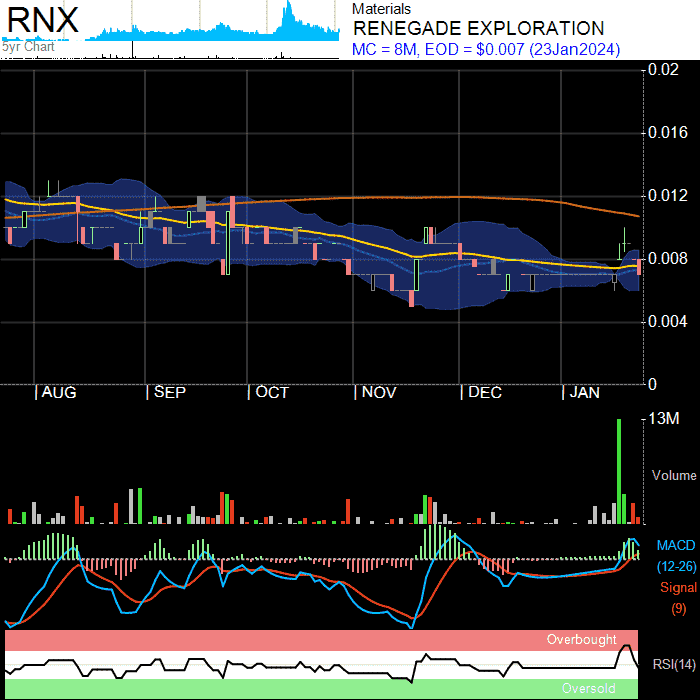 RNX
5yr Chart
Materials
RENEGADE EXPLORATION
MC = 8M, EOD = $0.007 (23Jan2024)
0.02
0.016
0.012
0.008
0.004
0
| AUG
| SEP
| OCT
| NOV
| DEC
| JAN
13M
Volume
MACD
(12-26)
Signal
(9)
Overbought
RSI(14)
Oversold